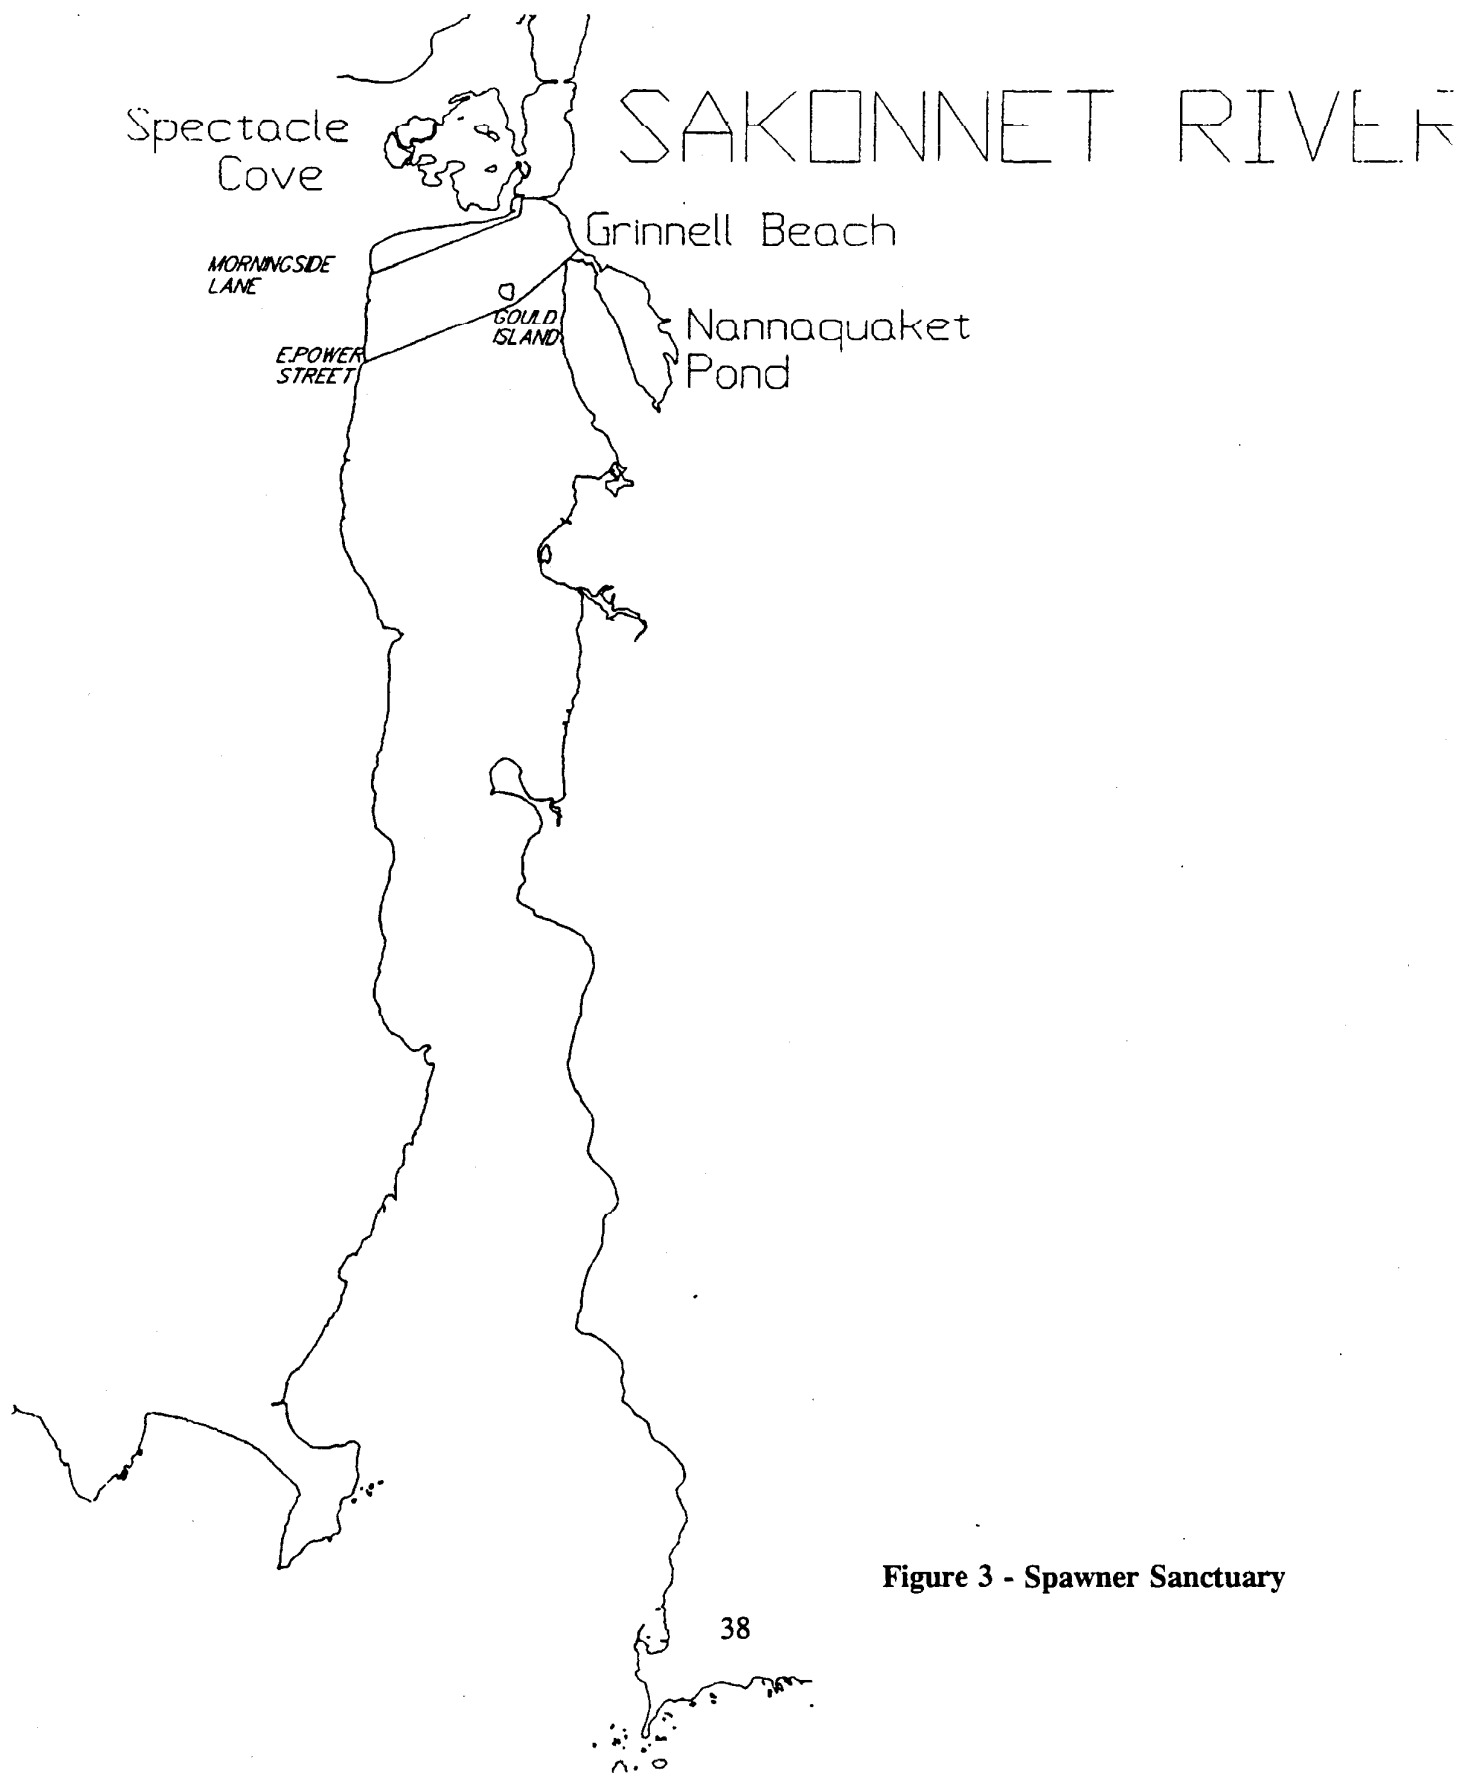 SAKONNET RIVER
Spectacle
Cove
Grinnell Beach
MORNINGSIDE
LANE
GOULD
ISLAND
Nannaquaket
Pond
E.POWER
STREET
Figure 3 - Spawner Sanctuary
38